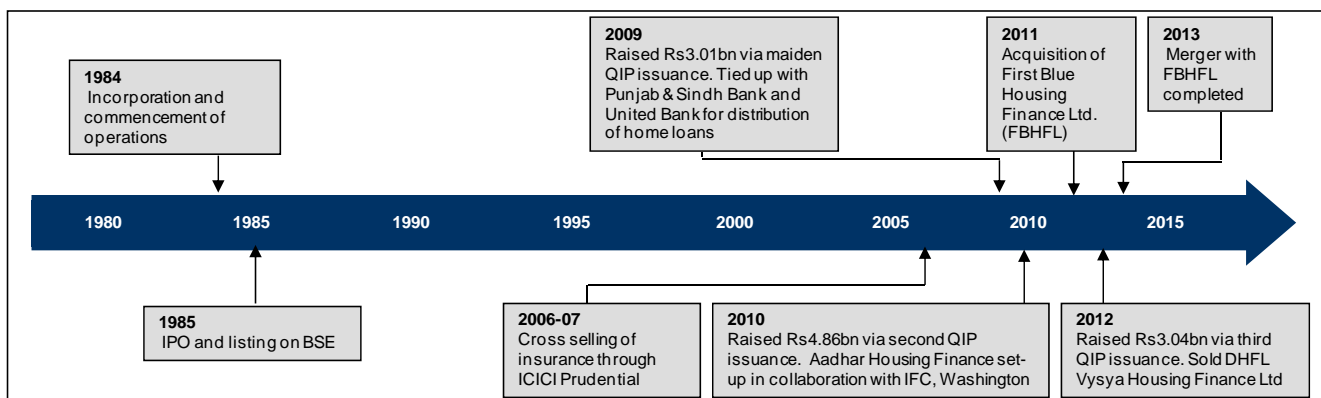 1984
Incorporation and
commencement of
operations
2009
Raised Rs3.01bn via maiden
QIP issuance. Tied up with
Punjab & Sindh Bank and
United Bank for distribution
of home loans
2011
Acquisition of
First Blue
Housing
Finance Ltd.
(FBHFL)
2013
Merger with
FBHFL
completed
1980 1985 1990 1995 2000 2005 2010 2015
1985
IPO and listing on BSE
2006-07
Cross selling of
insurance through
ICICI Prudential
2010
Raised Rs4.86bn via second QIP
issuance. Aadhar Housing Finance set-
up in collaboration with IFC, Washington
2012
Raised Rs3.04bn via third
QIP issuance. Sold DHFL
Vysya Housing Finance Ltd